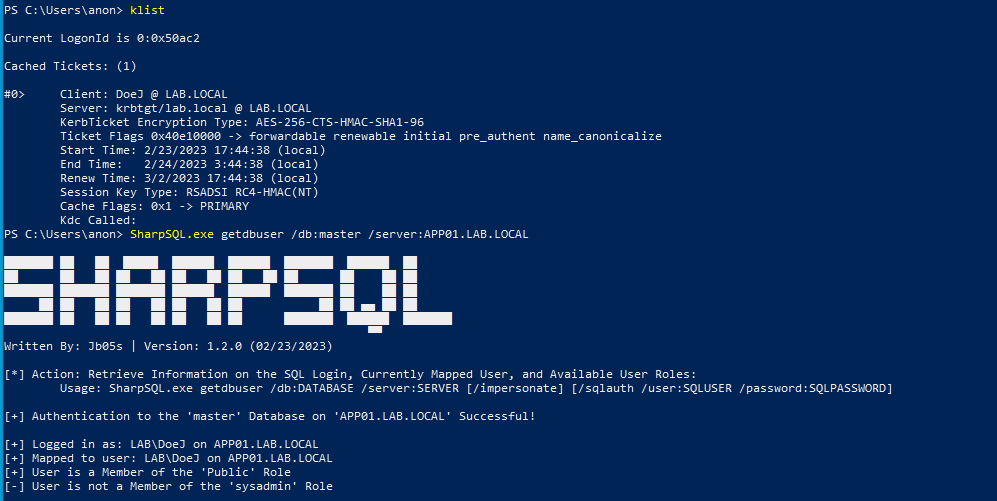 PS C:\Users\anon> klist
Current LogonId is 0:0x50ac2
Cached Tickets: (1)
#0>     Client: DoeJ @ LAB.LOCAL
        Server: krbtgt/lab.local @ LAB.LOCAL
        KerbTicket Encryption Type: AES-256-CTS-HMAC-SHA1-96
        Ticket Flags 0x40e10000 -> forwardable renewable initial pre_authent name_canonicalize
        Start Time: 2/23/2023 17:44:38 (local)
        End Time:   2/24/2023 3:44:38 (local)
        Renew Time: 3/2/2023 17:44:38 (local)
        Session Key Type: RSADSI RC4-HMAC(NT)
        Cache Flags: 0x1 -> PRIMARY
        Kdc Called:
PS C:\Users\anon> SharpSQL.exe getdbuser /db:master /server:APP01.LAB.LOCAL
SHARPSQL
Written By: Jb05s | Version: 1.2.0 (02/23/2023)
[*] Action: Retrieve Information on the SQL Login, Currently Mapped User, and Available User Roles:
        Usage: SharpSQL.exe getdbuser /db:DATABASE /server:SERVER [/impersonate] [/sqlauth /user:SQLUSER /password:SQLPASSWORD]
[+] Authentication to the 'master' Database on 'APP01.LAB.LOCAL' Successful!
[+] Logged in as: LAB\DoeJ on APP01.LAB.LOCAL
[+] Mapped to user: LAB\DoeJ on APP01.LAB.LOCAL
[+] User is a Member of the 'Public' Role
[-] User is not a Member of the 'sysadmin' Role